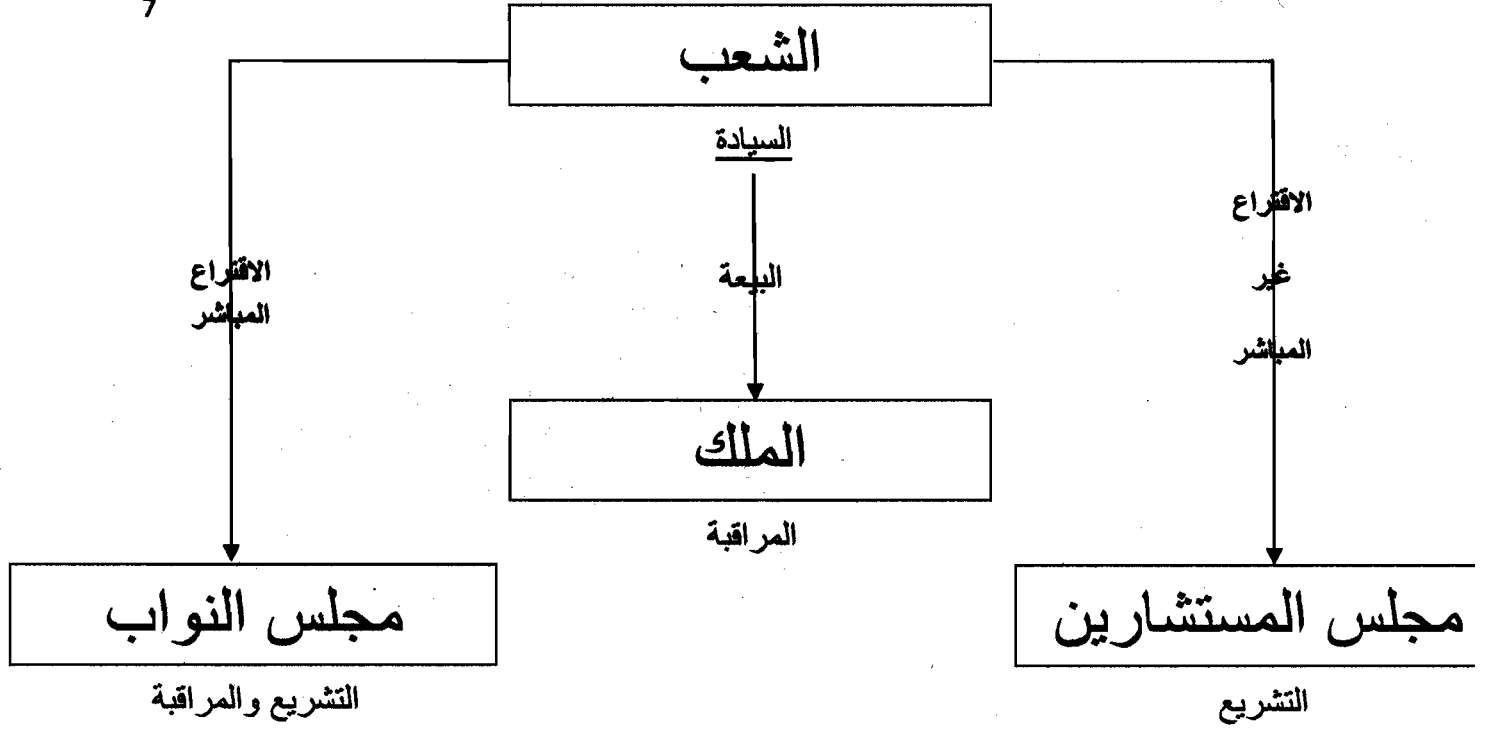 7
الشعب
السيادة
الاقتراع
غير
المباشر
البيعة
الاقتراع
المباشر
الملك
المراقبة
مجلس المستشارين
التشريع
مجلس النواب
التشريع والمراقبة